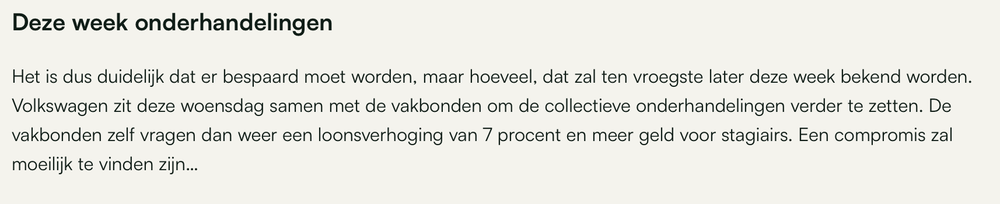 Deze week onderhandelingen
Het is dus duidelijk dat er bespaard moet worden, maar hoeveel, dat zal ten vroegste later deze week bekend worden.
Volkswagen zit deze woensdag samen met de vakbonden om de collectieve onderhandelingen verder te zetten. De
vakbonden zelf vragen dan weer een loonsverhoging van 7 procent en meer geld voor stagiairs. Een compromis zal
moeilijk te vinden zijn...